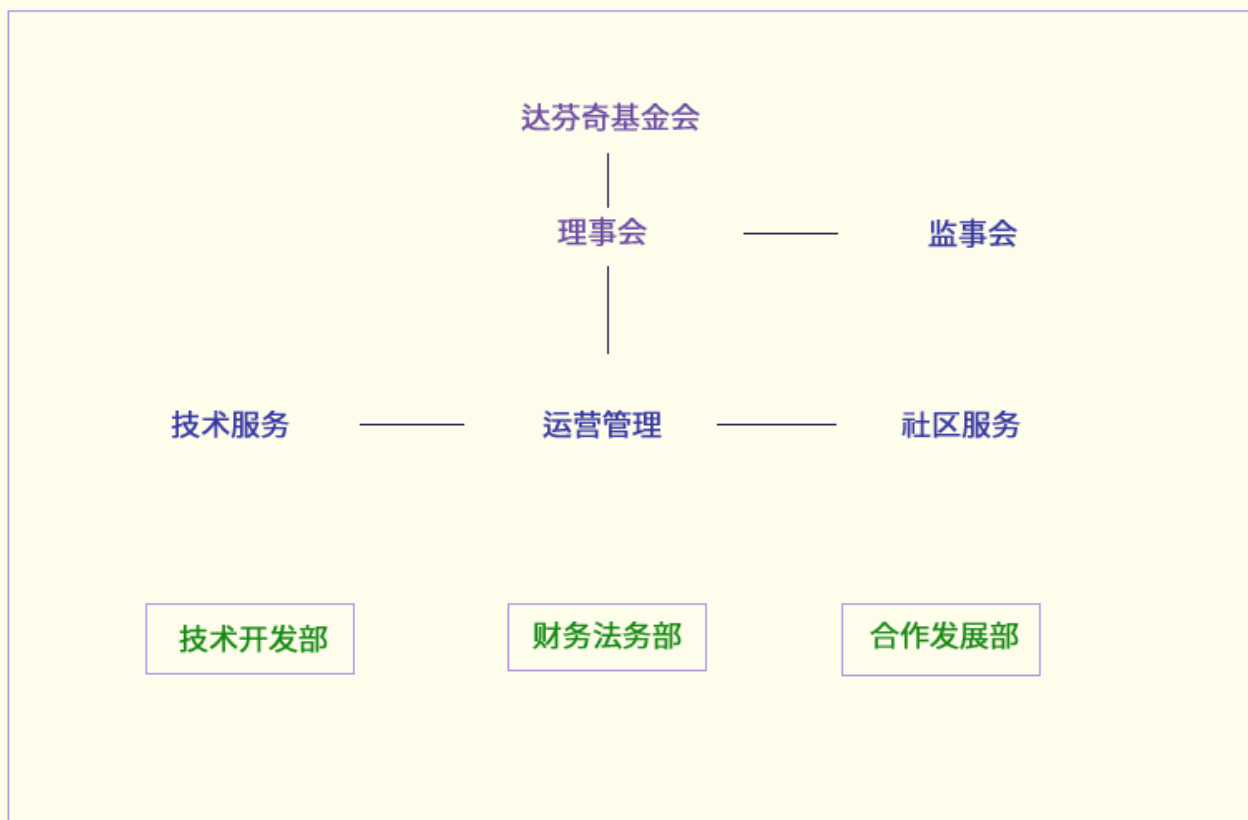 达芬奇基金会
理事会
监事会
技术服务
运营管理
社区服务
技术开发部
财务法务部
合作发展部